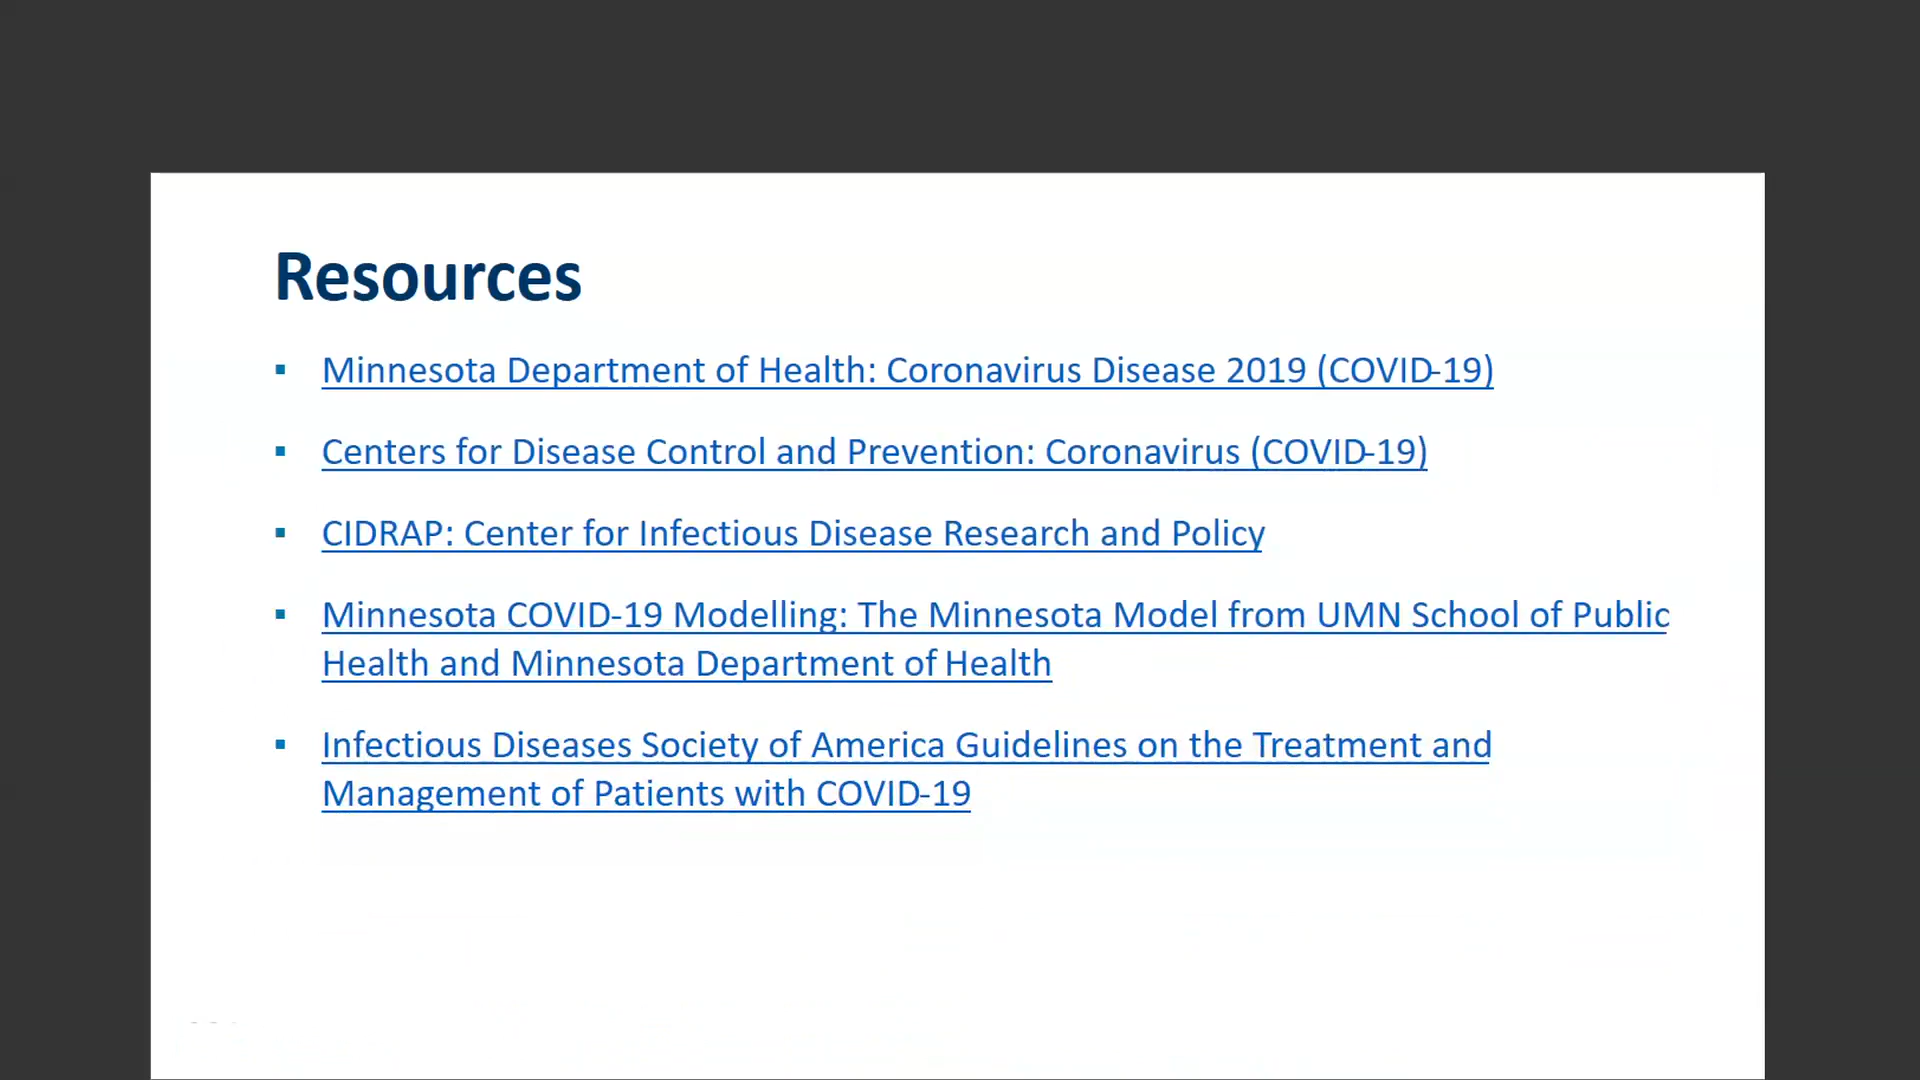 Resources
▪ Minnesota Department of Health: Coronavirus Disease 2019 (COVID-19)
▪ Centers for Disease Control and Prevention: Coronavirus (COVID-19)
▪ CIDRAP: Center for Infectious Disease Research and Policy
▪ Minnesota COVID-19 Modelling: The Minnesota Model from UMN School of Public
Health and Minnesota Department of Health
▪ Infectious Diseases Society of America Guidelines on the Treatment and
Management of Patients with COVID-19